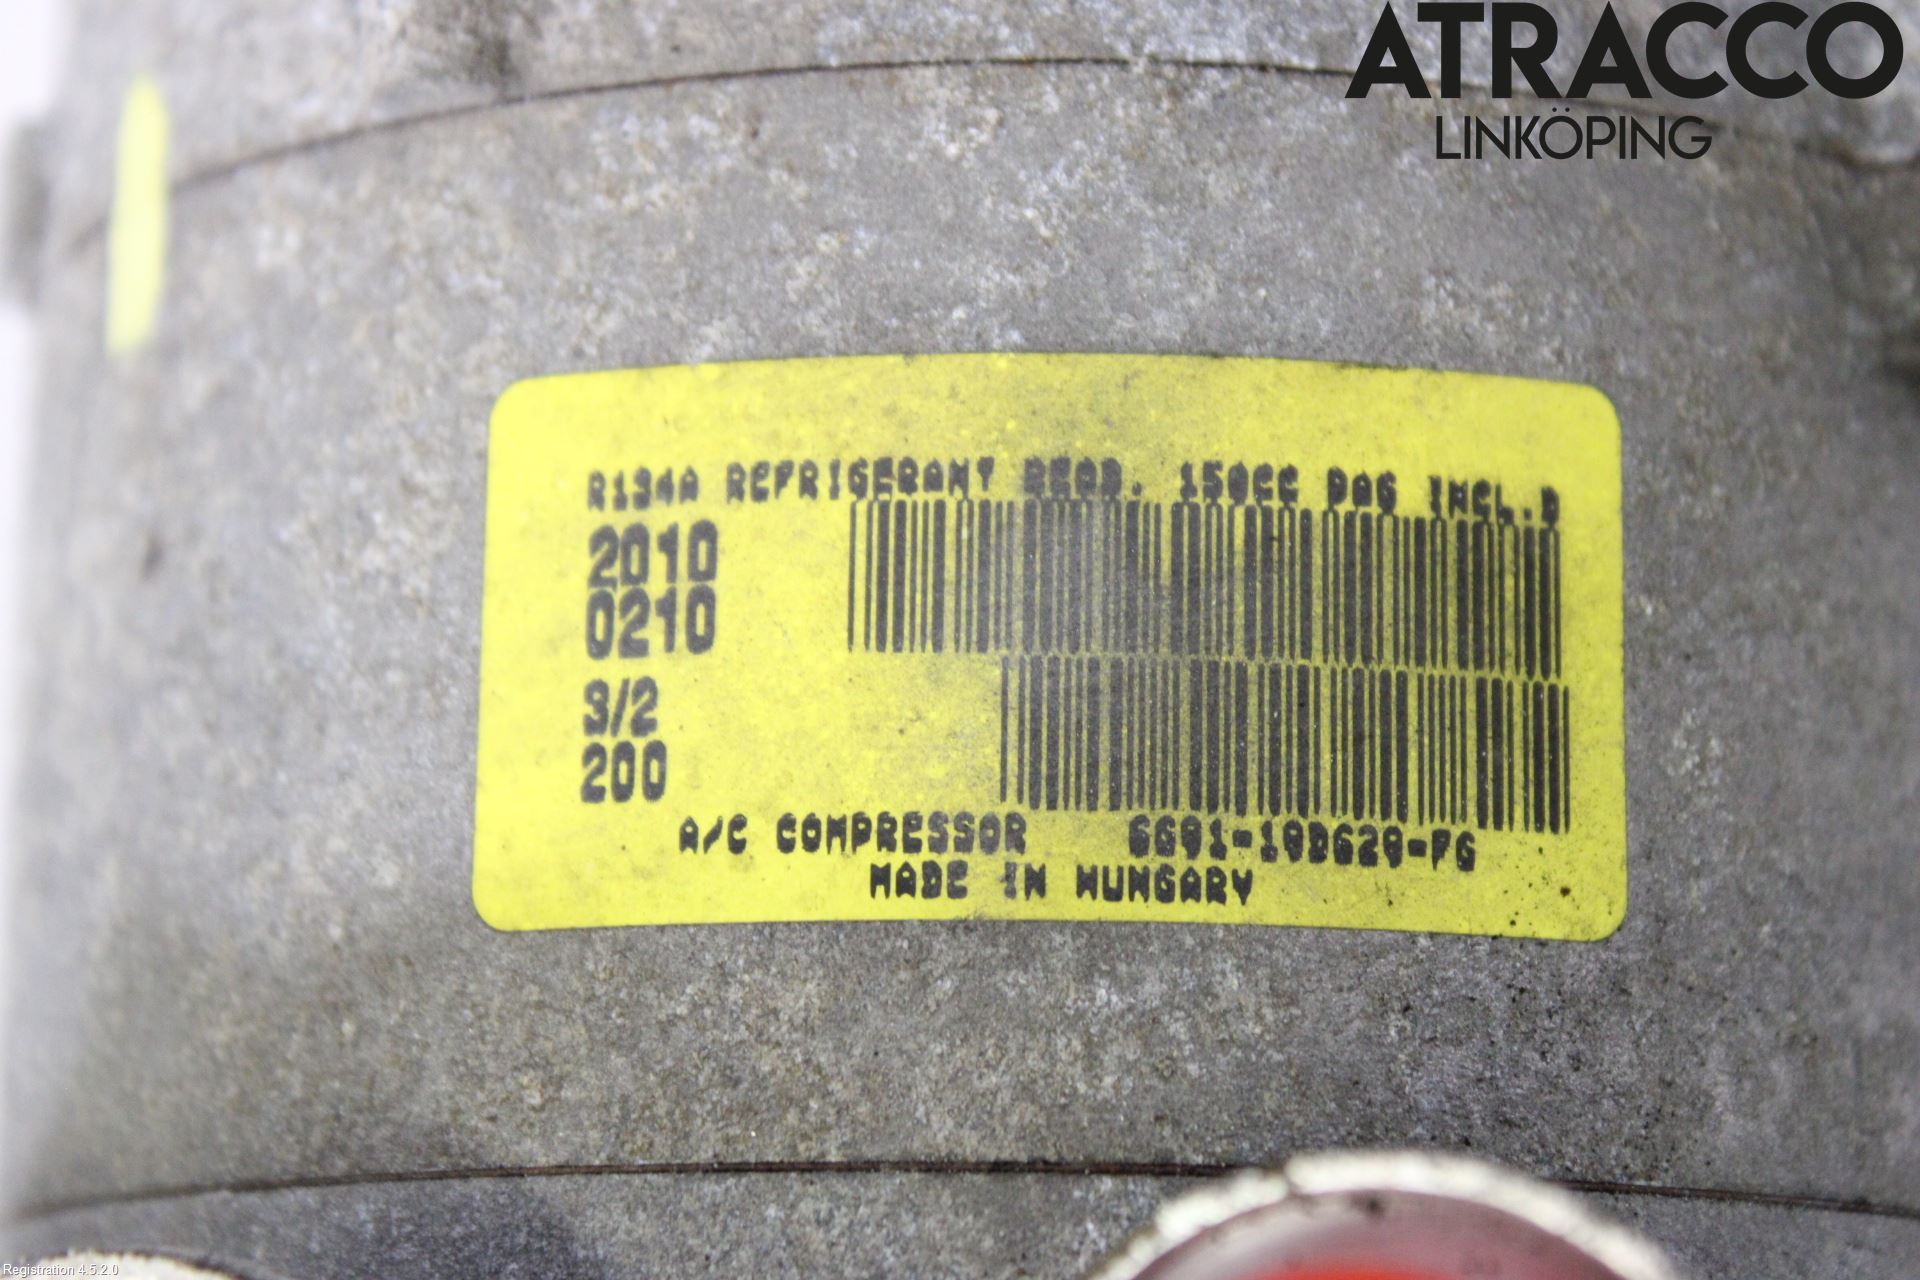 ATRACCO
LINKÖPING
R134A REFRIGERANT REQD. 150CC PAG INCL.D
2010
0210
3/2
200
A/C COMPRESSOR 6G91-19D629-FG
MADE IN HUNGARY
Registration 4.5.2.0